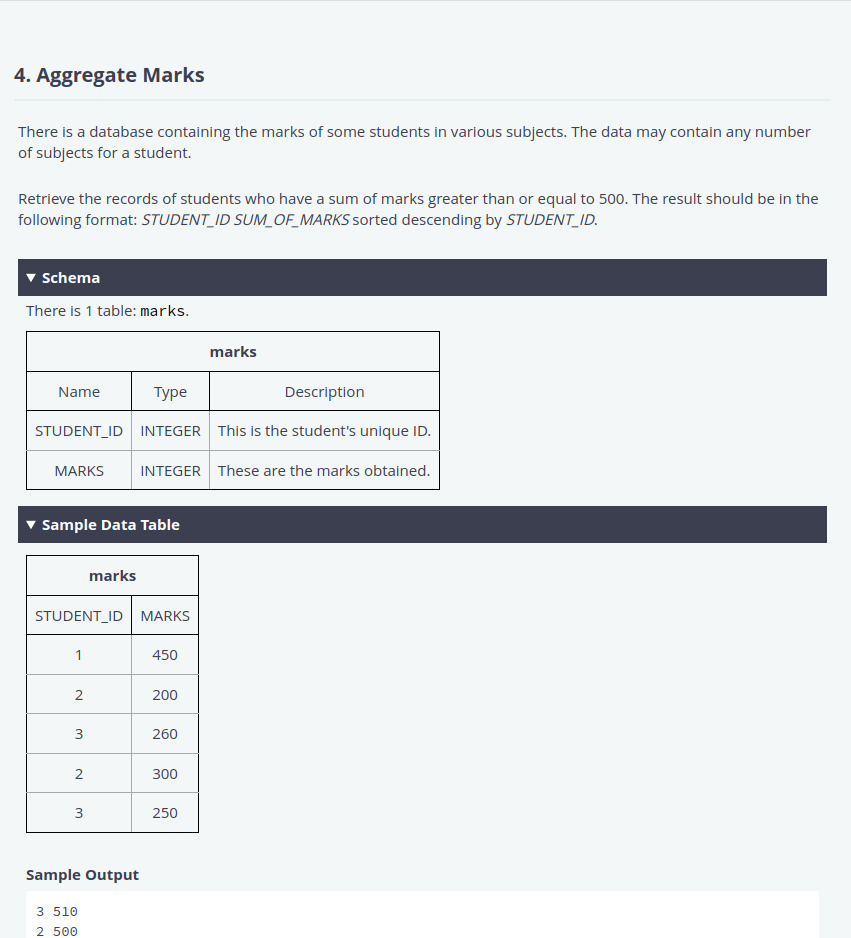 4. Aggregate Marks
There is a database containing the marks of some students in various subjects. The data may contain any number
of subjects for a student.
Retrieve the records of students who have a sum of marks greater than or equal to 500. The result should be in the
following format: STUDENT_ID SUM_OF_MARKS sorted descending by STUDENT_ID.
▼ Schema
There is 1 table: marks.
marks
Name Type Description
STUDENT_ID INTEGER This is the student's unique ID.
MARKS INTEGER These are the marks obtained.
▼ Sample Data Table
marks
STUDENT_ID MARKS
1 450
2 200
3 260
2 300
3 250
Sample Output
3 510
2 500